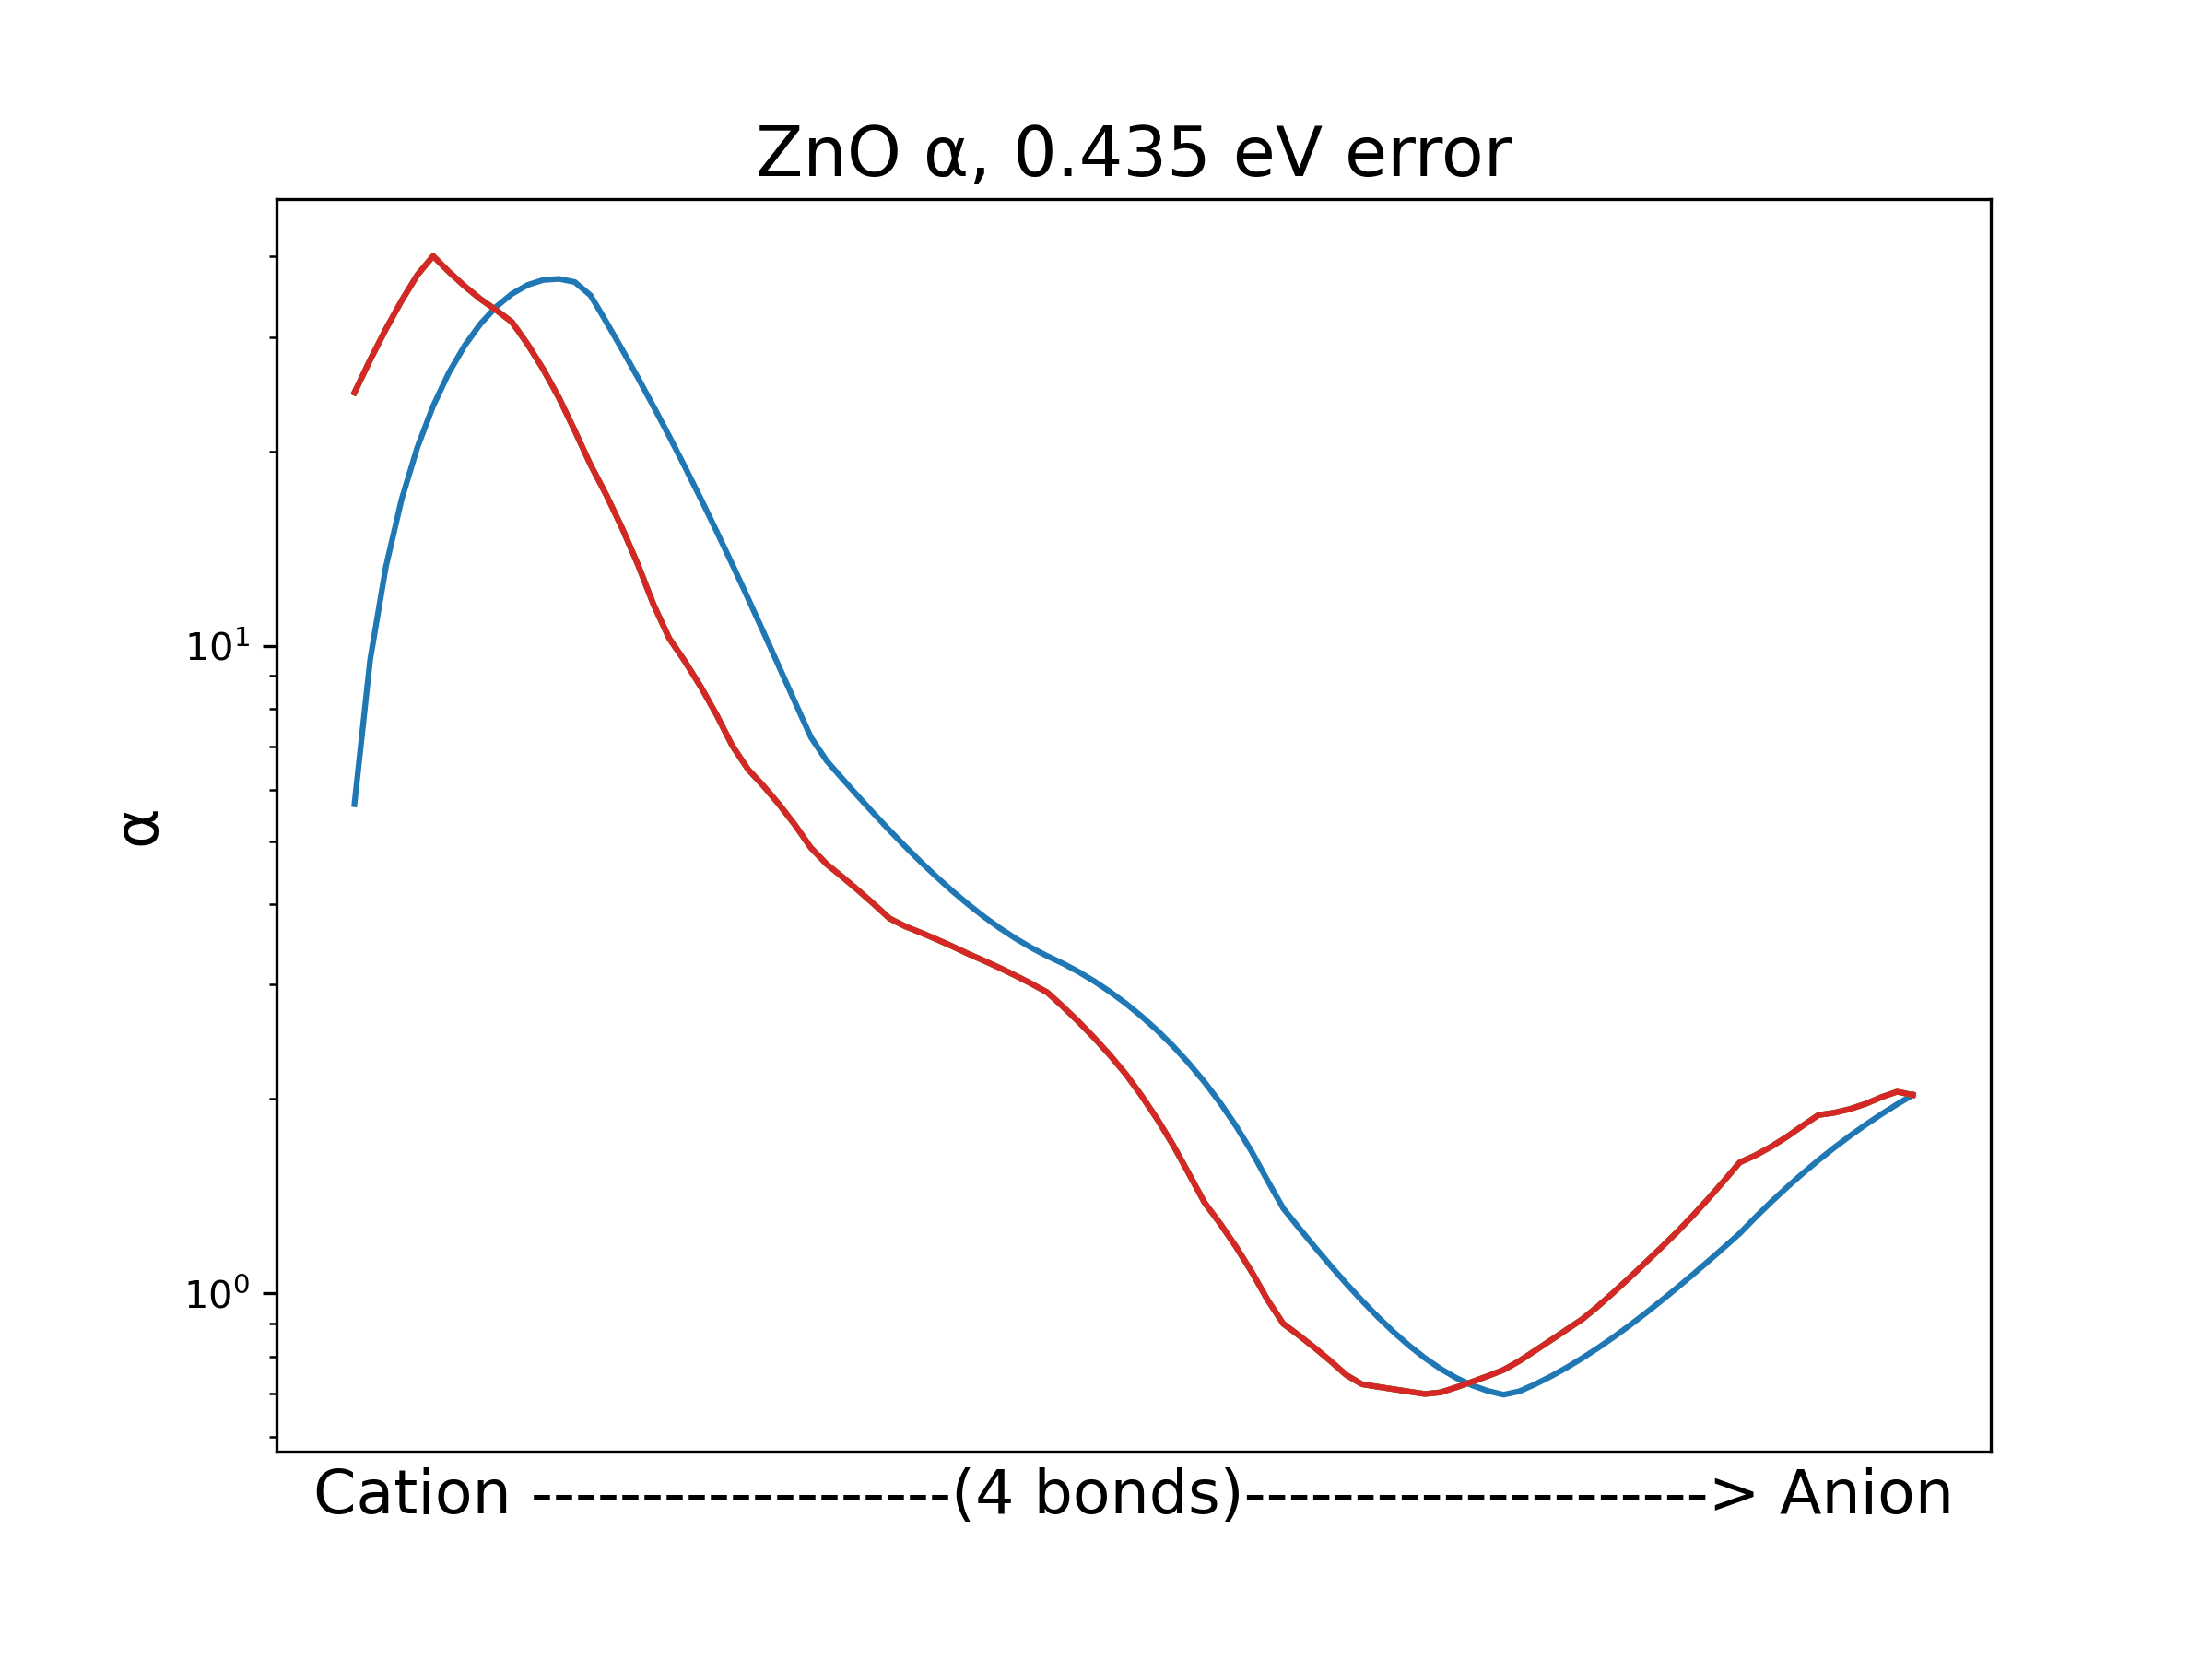 ZnO α, 0.435 eV error
10¹
α
10⁰
Cation -------------------(4 bonds)---------------------> Anion